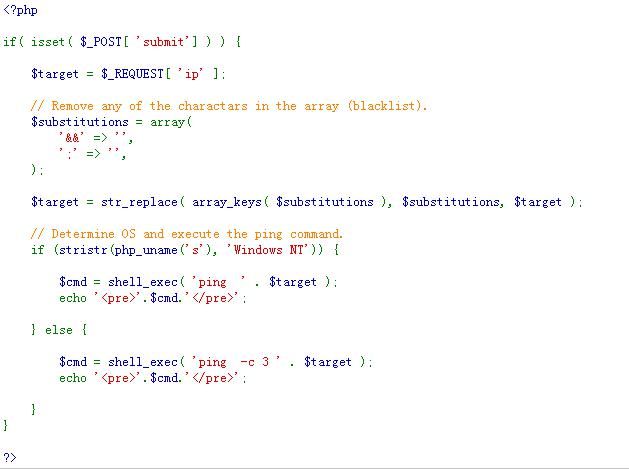 <?php
if( isset( $_POST[ 'submit'] ) ) {
$target = $_REQUEST[ 'ip' ];
// Remove any of the charactars in the array (blacklist).
$substitutions = array(
'&&' => '',
';' => '',
);
$target = str_replace( array_keys( $substitutions ), $substitutions, $target );
// Determine OS and execute the ping command.
if (stristr(php_uname('s'), 'Windows NT')) {
$cmd = shell_exec( 'ping  ' . $target );
echo '<pre>'.$cmd.'</pre>';
} else {
$cmd = shell_exec( 'ping  -c 3 ' . $target );
echo '<pre>'.$cmd.'</pre>';
}
}
?>